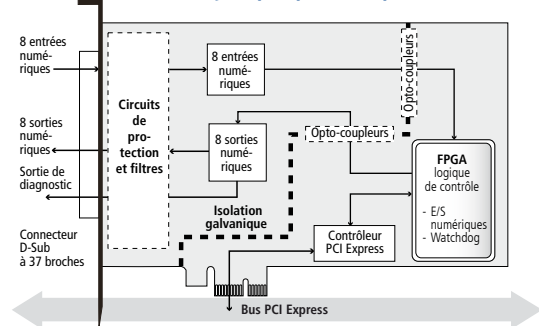 8 entrées
numé-
riques
8 sorties
numé-
riques
Sortie de
diagnostic
Connecteur
D-Sub
à 37 broches
Circuits
de
pro-
tection
et filtres
8 entrées
numé-
riques
8 sorties
numé-
riques
Isolation
galvanique
Opto-coupleurs
Opto-coupleurs
FPGA
logique
de contrôle
- E/S
numériques
- Watchdog
Contrôleur
PCI Express
Bus PCI Express